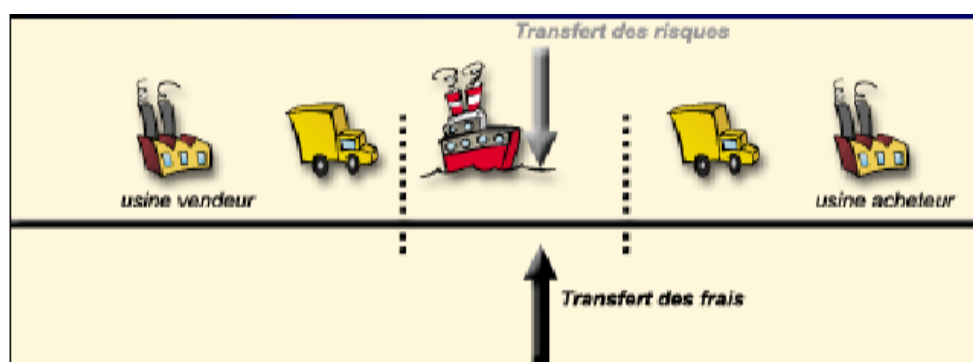 Transfert des risques
usine vendeur
usine acheteur
Transfert des frais